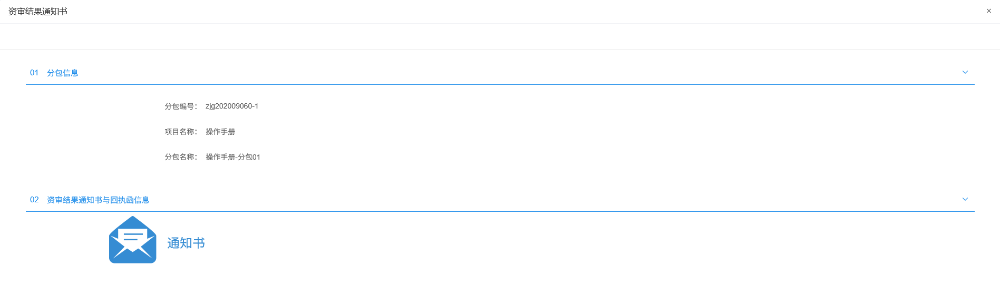 资审结果通知书
01 分包信息
分包编号： zjg202009060-1
项目名称： 操作手册
分包名称： 操作手册-分包01
02 资审结果通知书与回执函信息
通知书